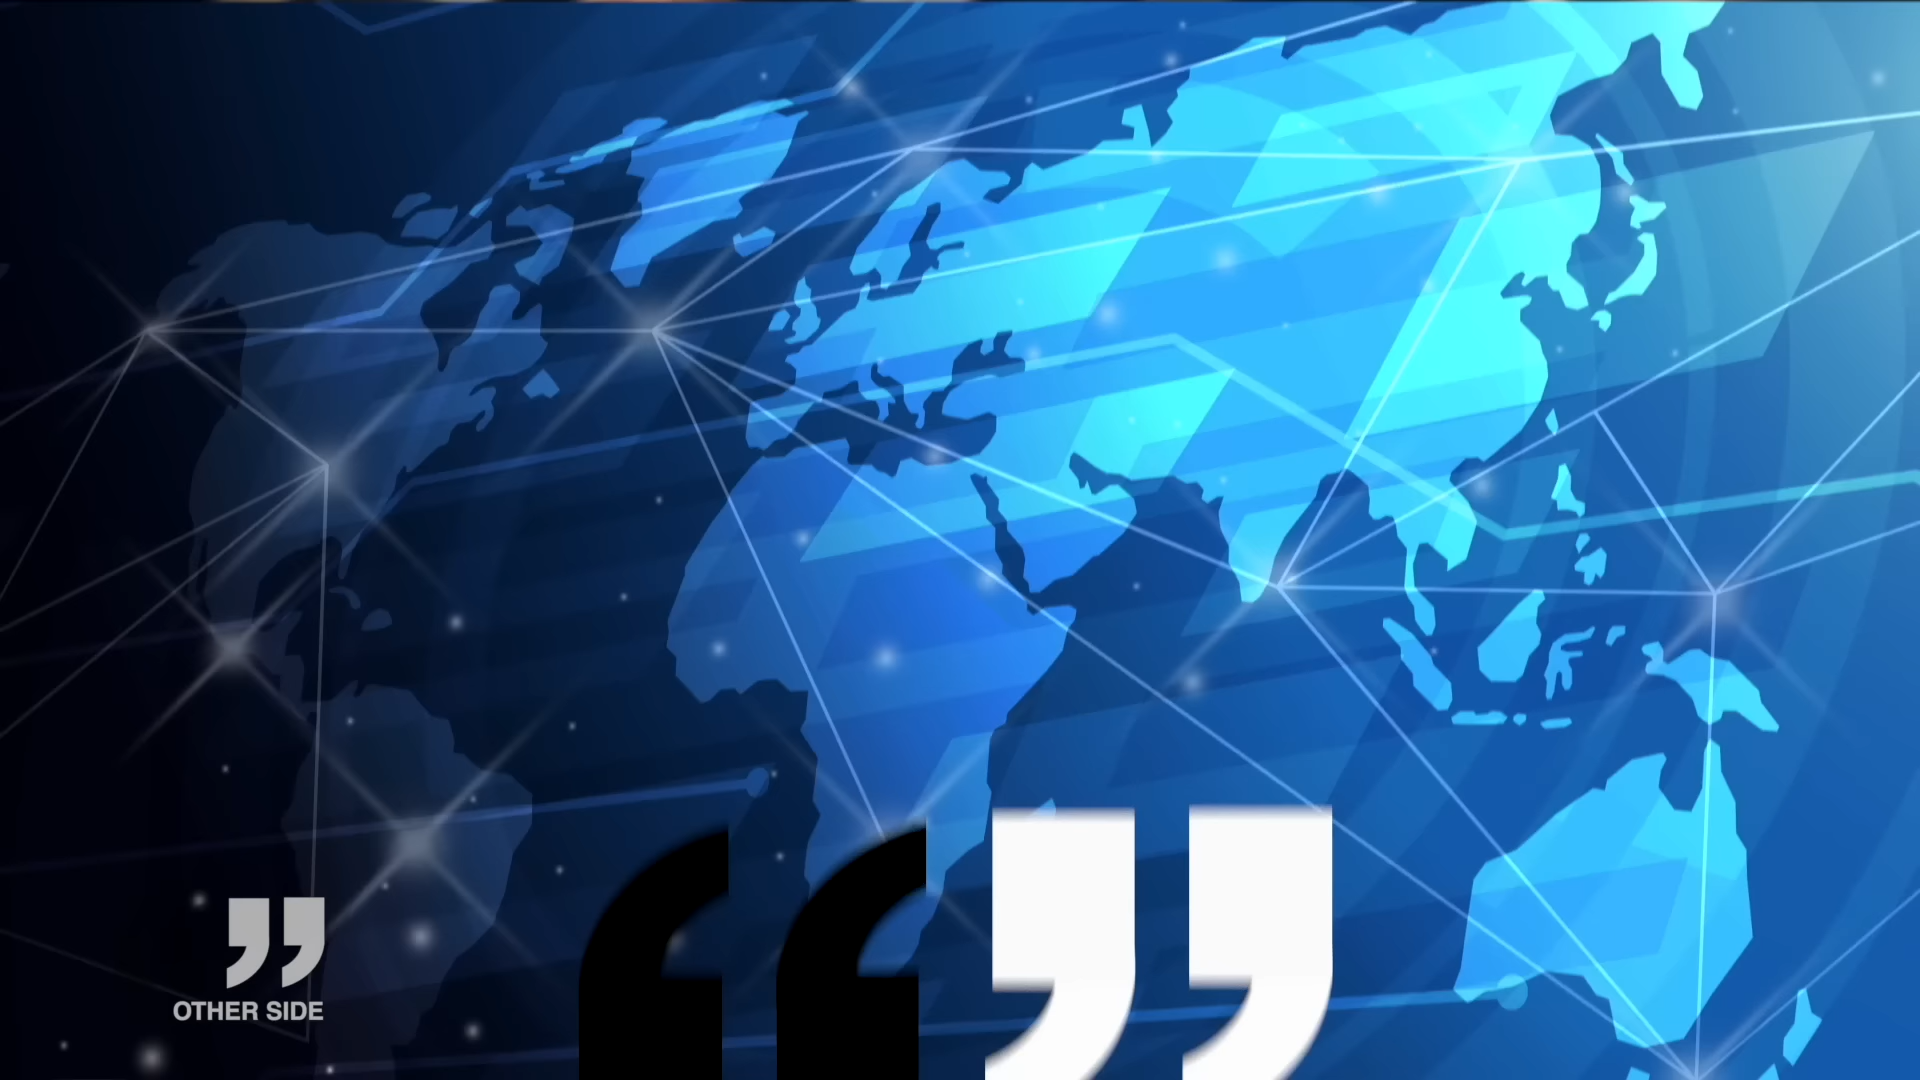 ”
OTHER SIDE
“ ”